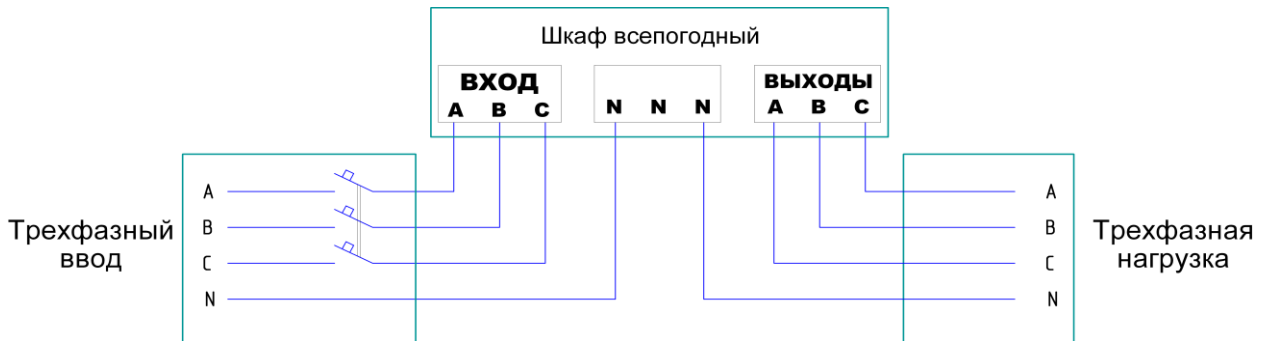 Шкаф всепогодный
ВХОД
A B C
N N N
ВЫХОДЫ
A B C
Трехфазный
ввод
A
B
C
N
A
B
C
N
Трехфазная
нагрузка